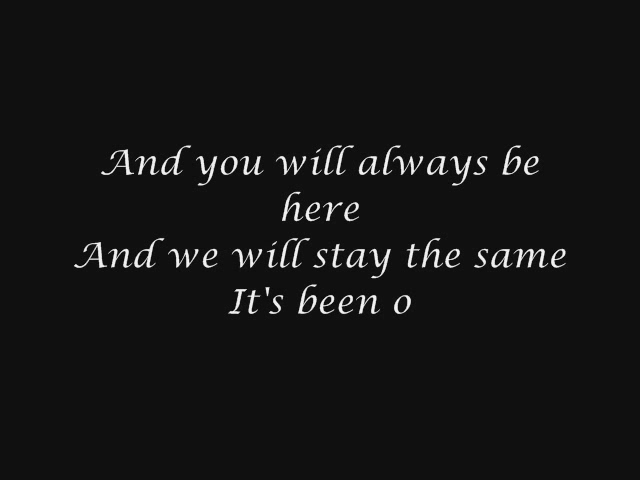 And you will always be
here
And we will stay the same
It's been o